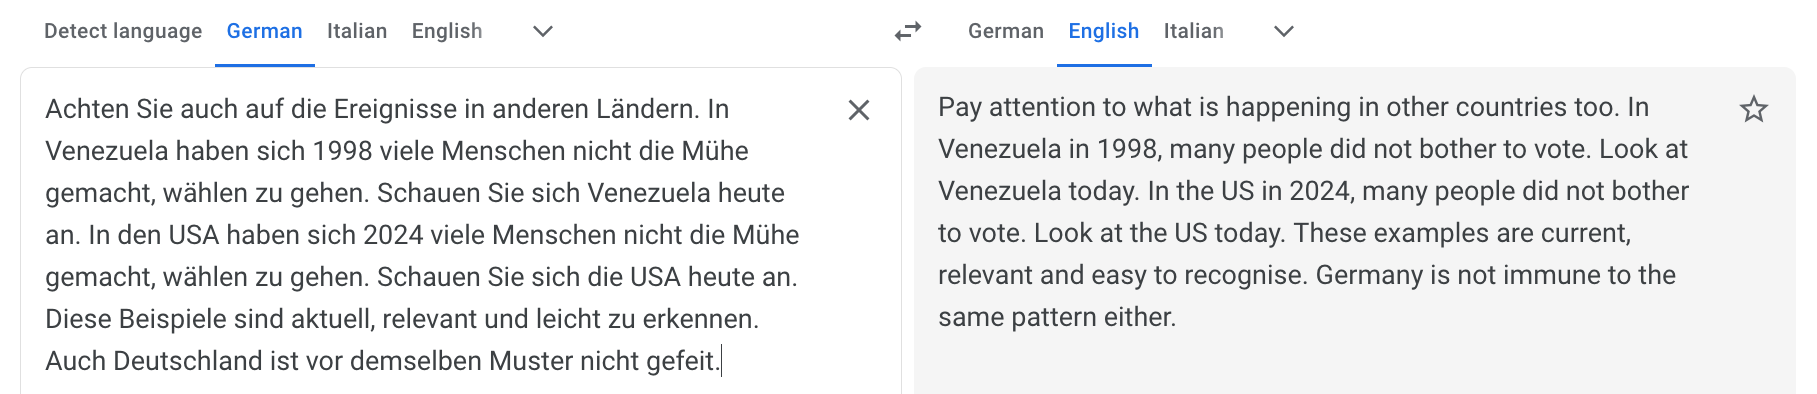 Detect language German Italian English
German English Italian
Achten Sie auch auf die Ereignisse in anderen Ländern. In
Venezuela haben sich 1998 viele Menschen nicht die Mühe
gemacht, wählen zu gehen. Schauen Sie sich Venezuela heute
an. In den USA haben sich 2024 viele Menschen nicht die Mühe
gemacht, wählen zu gehen. Schauen Sie sich die USA heute an.
Diese Beispiele sind aktuell, relevant und leicht zu erkennen.
Auch Deutschland ist vor demselben Muster nicht gefeit.
Pay attention to what is happening in other countries too. In
Venezuela in 1998, many people did not bother to vote. Look at
Venezuela today. In the US in 2024, many people did not bother
to vote. Look at the US today. These examples are current,
relevant and easy to recognise. Germany is not immune to the
same pattern either.